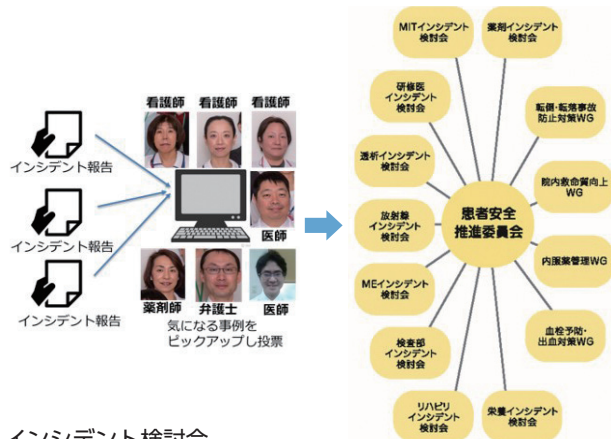 看護師 看護師 看護師
インシデント報告
インシデント報告
インシデント報告
医師
薬剤師 弁護士 医師
気になる事例を
ピックアップし投票
MITインシデント
検討会
薬剤インシデント
検討会
研修医
インシデント
検討会
転倒・転落事故
防止対策WG
透析インシデント
検討会
院内救命質向上
WG
放射線
インシデント
検討会
患者安全
推進委員会
内服薬管理WG
MEインシデント
検討会
血栓予防・
出血対策WG
検査部
インシデント
検討会
リハビリ
インシデント
検討会
栄養インシデント
検討会
インシデント検討会